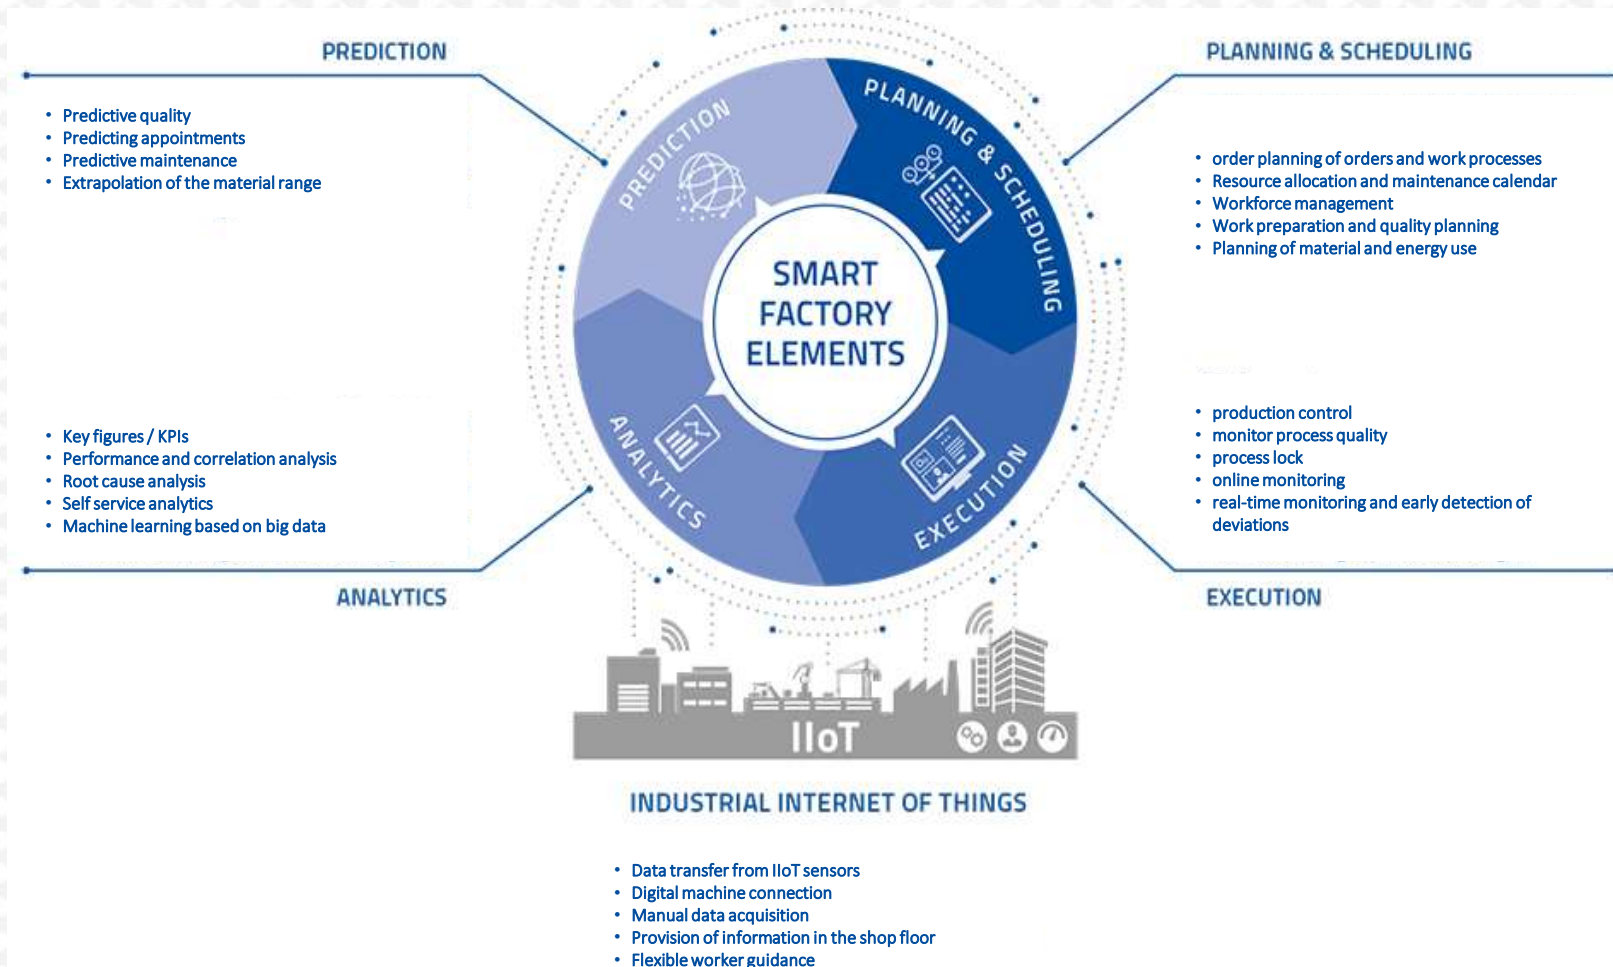 PREDICTION
• Predictive quality
• Predicting appointments
• Predictive maintenance
• Extrapolation of the material range
PLANNING & SCHEDULING
• order planning of orders and work processes
• Resource allocation and maintenance calendar
• Workforce management
• Work preparation and quality planning
• Planning of material and energy use
PREDICTION
PLANNING & SCHEDULING
SMART
FACTORY
ELEMENTS
ANALYTICS
EXECUTION
• Key figures / KPIs
• Performance and correlation analysis
• Root cause analysis
• Self service analytics
• Machine learning based on big data
ANALYTICS
• production control
• monitor process quality
• process lock
• online monitoring
• real-time monitoring and early detection of
deviations
EXECUTION
IIoT
INDUSTRIAL INTERNET OF THINGS
• Data transfer from IIoT sensors
• Digital machine connection
• Manual data acquisition
• Provision of information in the shop floor
• Flexible worker guidance